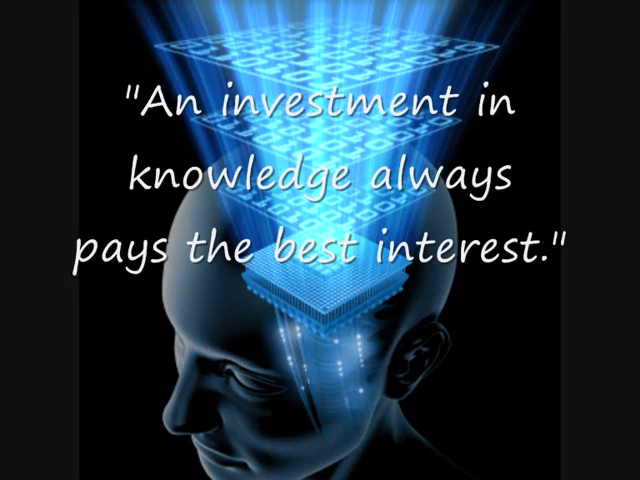 "An investment in
knowledge always
pays the best interest."